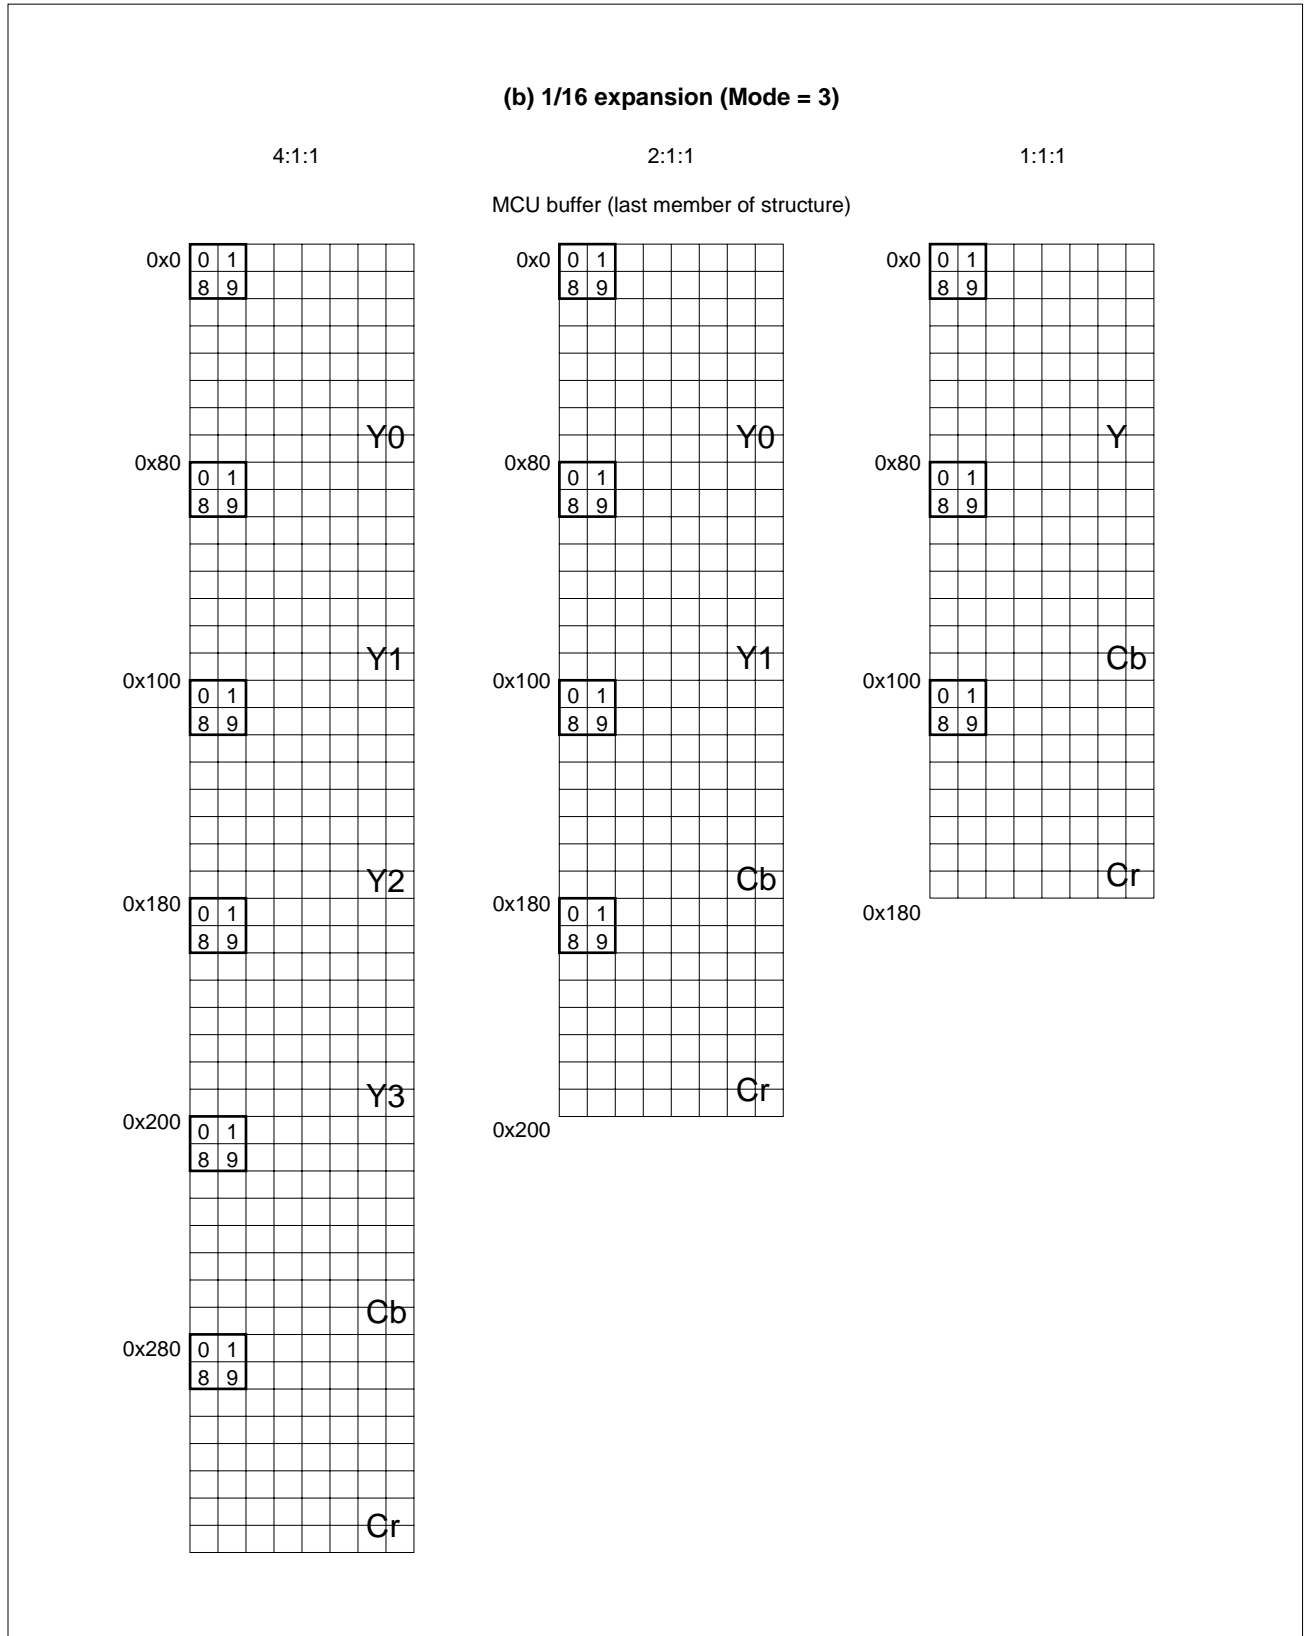 (b) 1/16 expansion (Mode = 3)
4:1:1 2:1:1 1:1:1
MCU buffer (last member of structure)
0x0 0 1 0x0 0 1 0x0 0 1
8 9 8 9 8 9
Y0 Y0 Y
0x80 0 1 0x80 0 1 0x80 0 1
8 9 8 9 8 9
Y1 Y1 Cb
0x100 0 1 0x100 0 1 0x100 0 1
8 9 8 9 8 9
Y2 Cb Cr
0x180 0 1 0x180 0 1 0x180
8 9 8 9
Y3 Cr
0x200 0 1 0x200
8 9
Cb
0x280 0 1
8 9
Cr